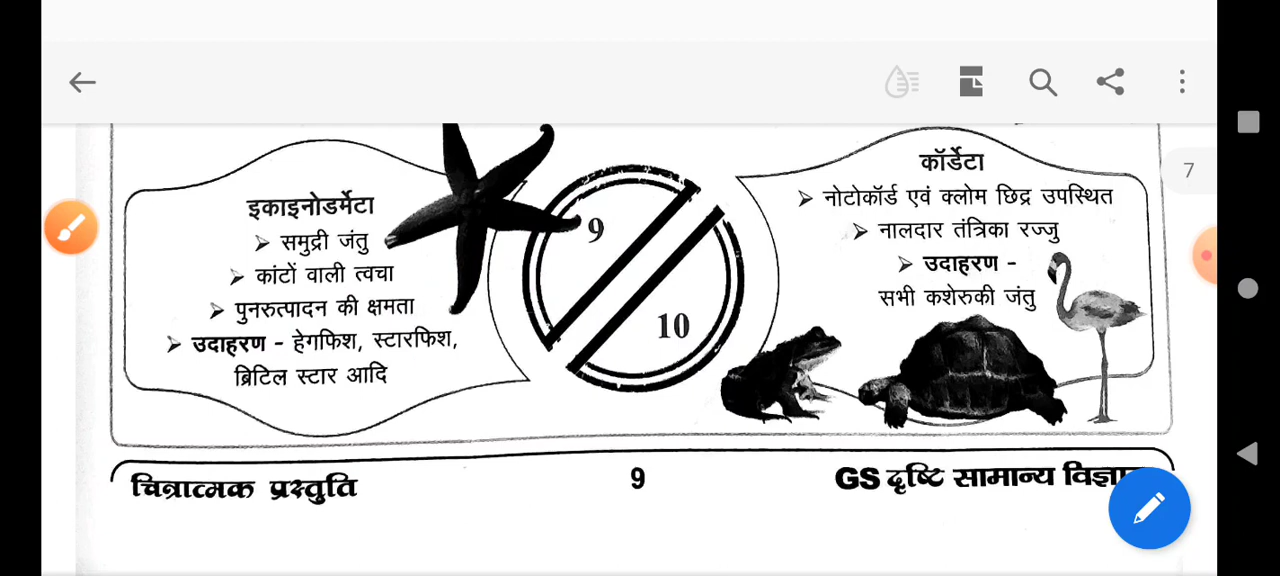 7
इकाइनोडर्मेटा
➢ समुद्री जंतु
➢ कांटों वाली त्वचा
➢ पुनरुत्पादन की क्षमता
➢ उदाहरण - हेगफिश, स्टारफिश,
ब्रिटिल स्टार आदि
9
10
कॉर्डेटा
➢ नोटोकॉर्ड एवं क्लोम छिद्र उपस्थित
➢ नालदार तंत्रिका रज्जु
➢ उदाहरण -
सभी कशेरुकी जंतु
चित्रात्मक प्रस्तुति
9
GS दृष्टि सामान्य